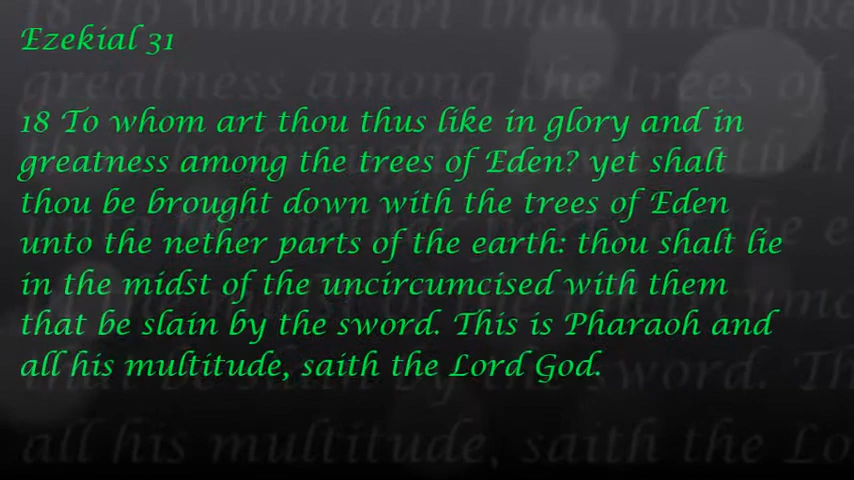 Ezekial 31
18 To whom art thou thus like in glory and in
greatness among the trees of Eden? yet shalt
thou be brought down with the trees of Eden
unto the nether parts of the earth: thou shalt lie
in the midst of the uncircumcised with them
that be slain by the sword. This is Pharaoh and
all his multitude, saith the Lord God.